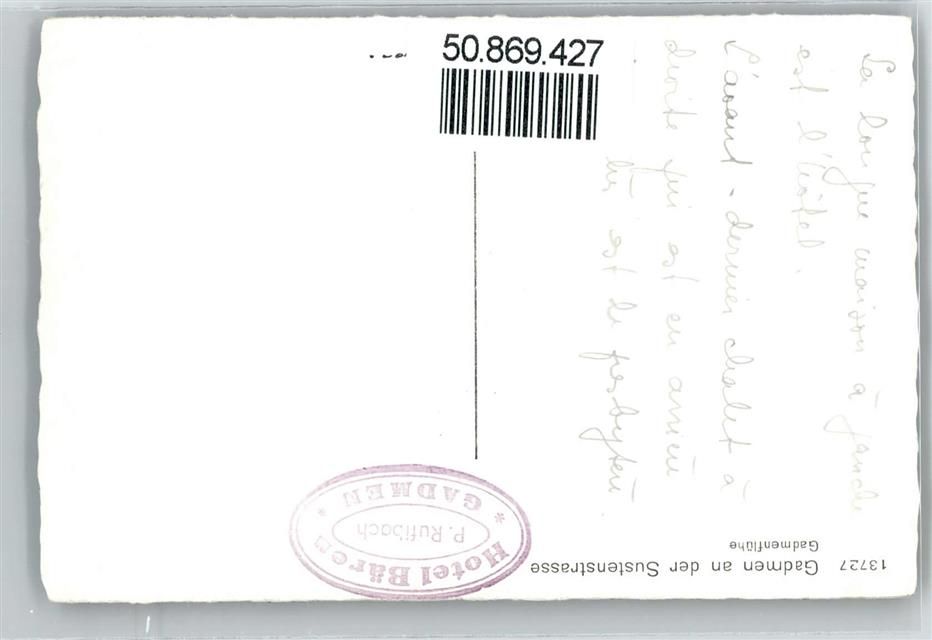 50.869.427
La longue maison à gauche
est l'hôtel.
L'avant-dernier chalet à
droite qui est en arrière
est le presbytère
13727 Gadmen an der Sustenstrasse
Gadmenflühe
Hotel Bären
P. Rufibach
* GADMEN *